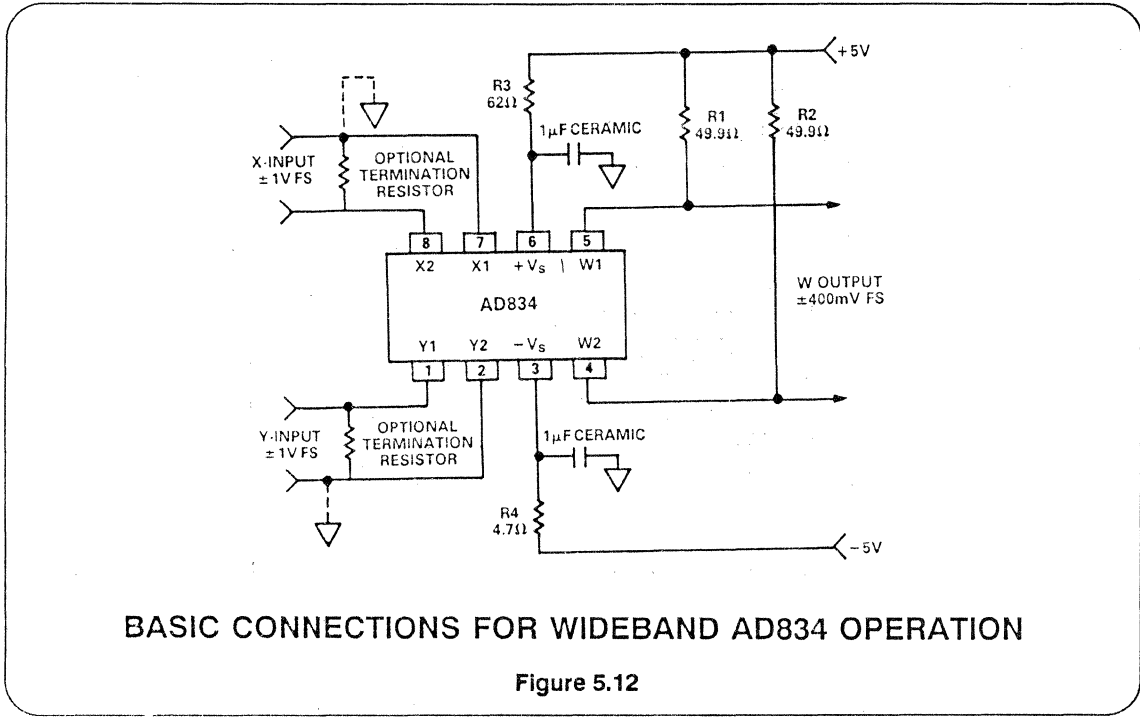 +5V
R3
62Ω
R1
49.9Ω
R2
49.9Ω
1μF CERAMIC
X-INPUT
±1V FS
OPTIONAL
TERMINATION
RESISTOR
8 7 6 5
X2 X1 +VS W1
AD834
W OUTPUT
±400mV FS
Y1 Y2 −VS W2
1 2 3 4
Y-INPUT
±1V FS
OPTIONAL
TERMINATION
RESISTOR
1μF CERAMIC
R4
4.7Ω
−5V
BASIC CONNECTIONS FOR WIDEBAND AD834 OPERATION
Figure 5.12